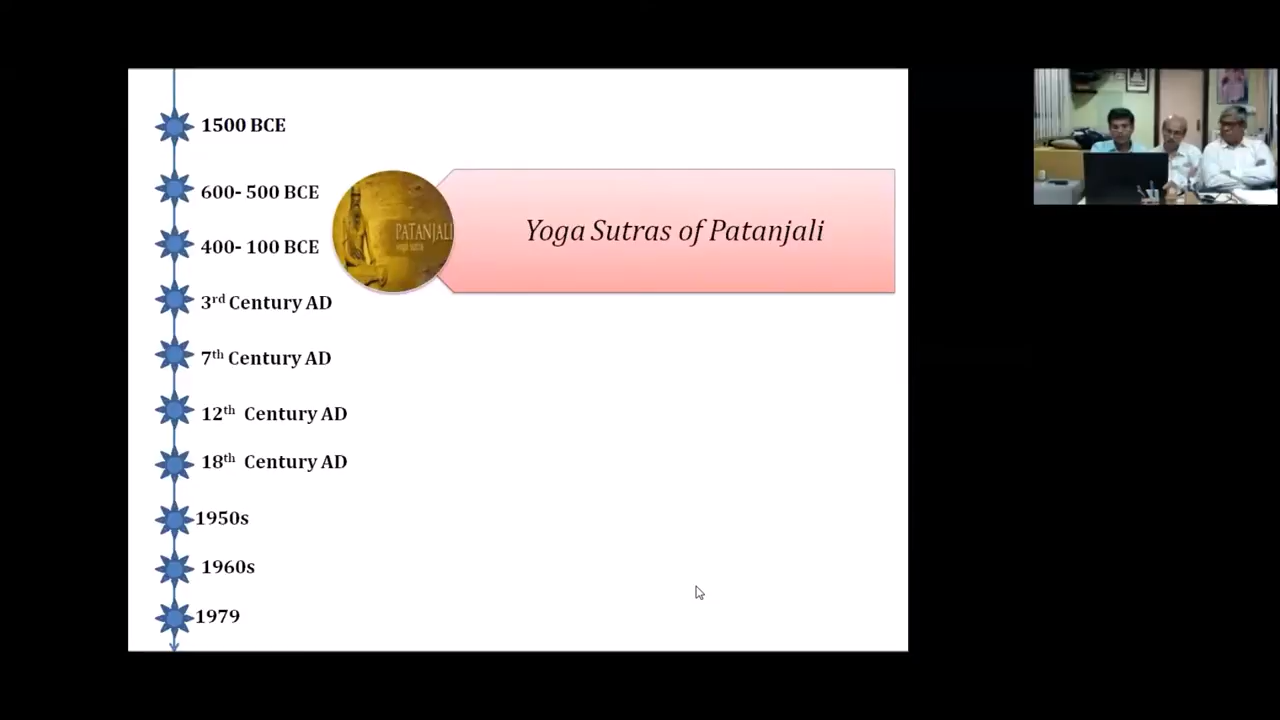 1500 BCE
600- 500 BCE
400- 100 BCE
3rd Century AD
7th Century AD
12th Century AD
18th Century AD
1950s
1960s
1979
PATANJALI
Yoga Sutras of Patanjali